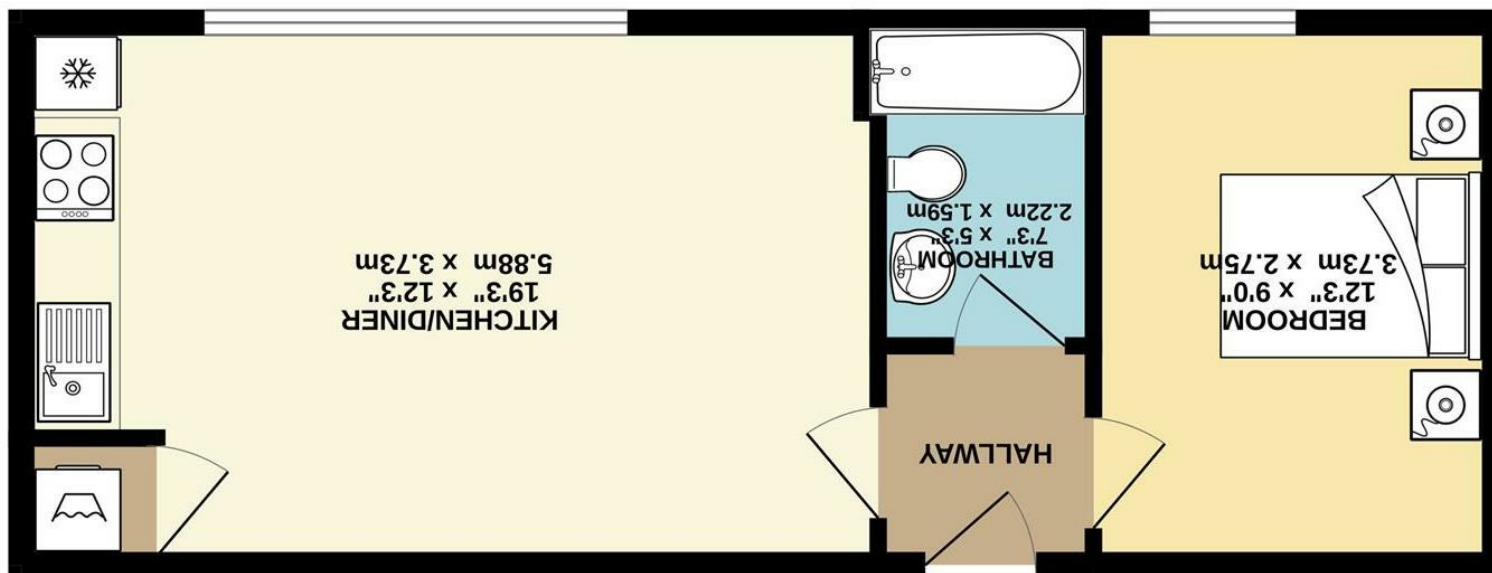 BEDROOM
12'3" x 9'0"
3.73m x 2.75m
BATHROOM
7'3" x 5'3"
2.22m x 1.59m
HALLWAY
KITCHEN/DINER
19'3" x 12'3"
5.88m x 3.73m